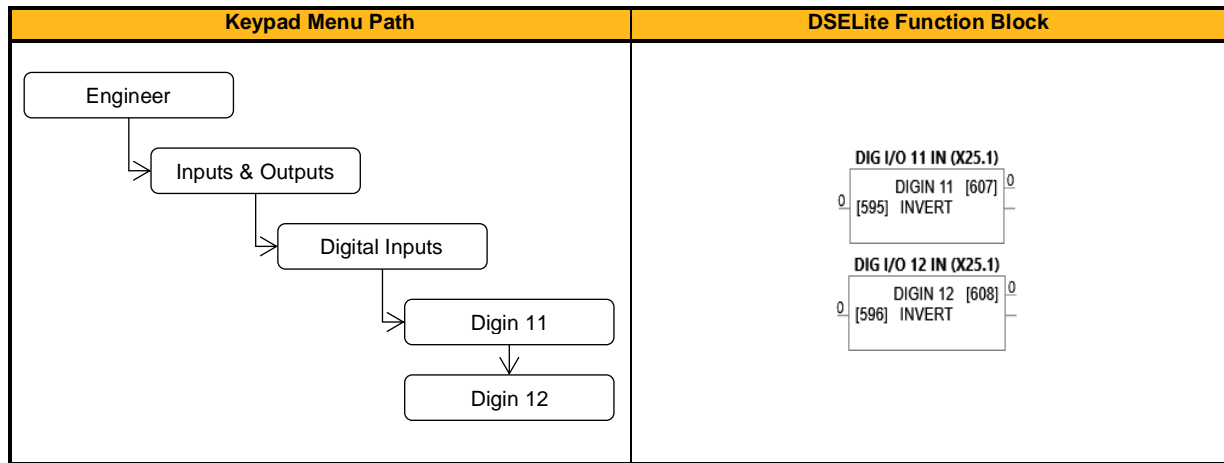 Keypad Menu Path
DSELite Function Block
Engineer
Inputs & Outputs
Digital Inputs
Digin 11
Digin 12
DIG I/O 11 IN (X25.1)
DIGIN 11 [607] 0
0 [595] INVERT
DIG I/O 12 IN (X25.1)
DIGIN 12 [608] 0
0 [596] INVERT